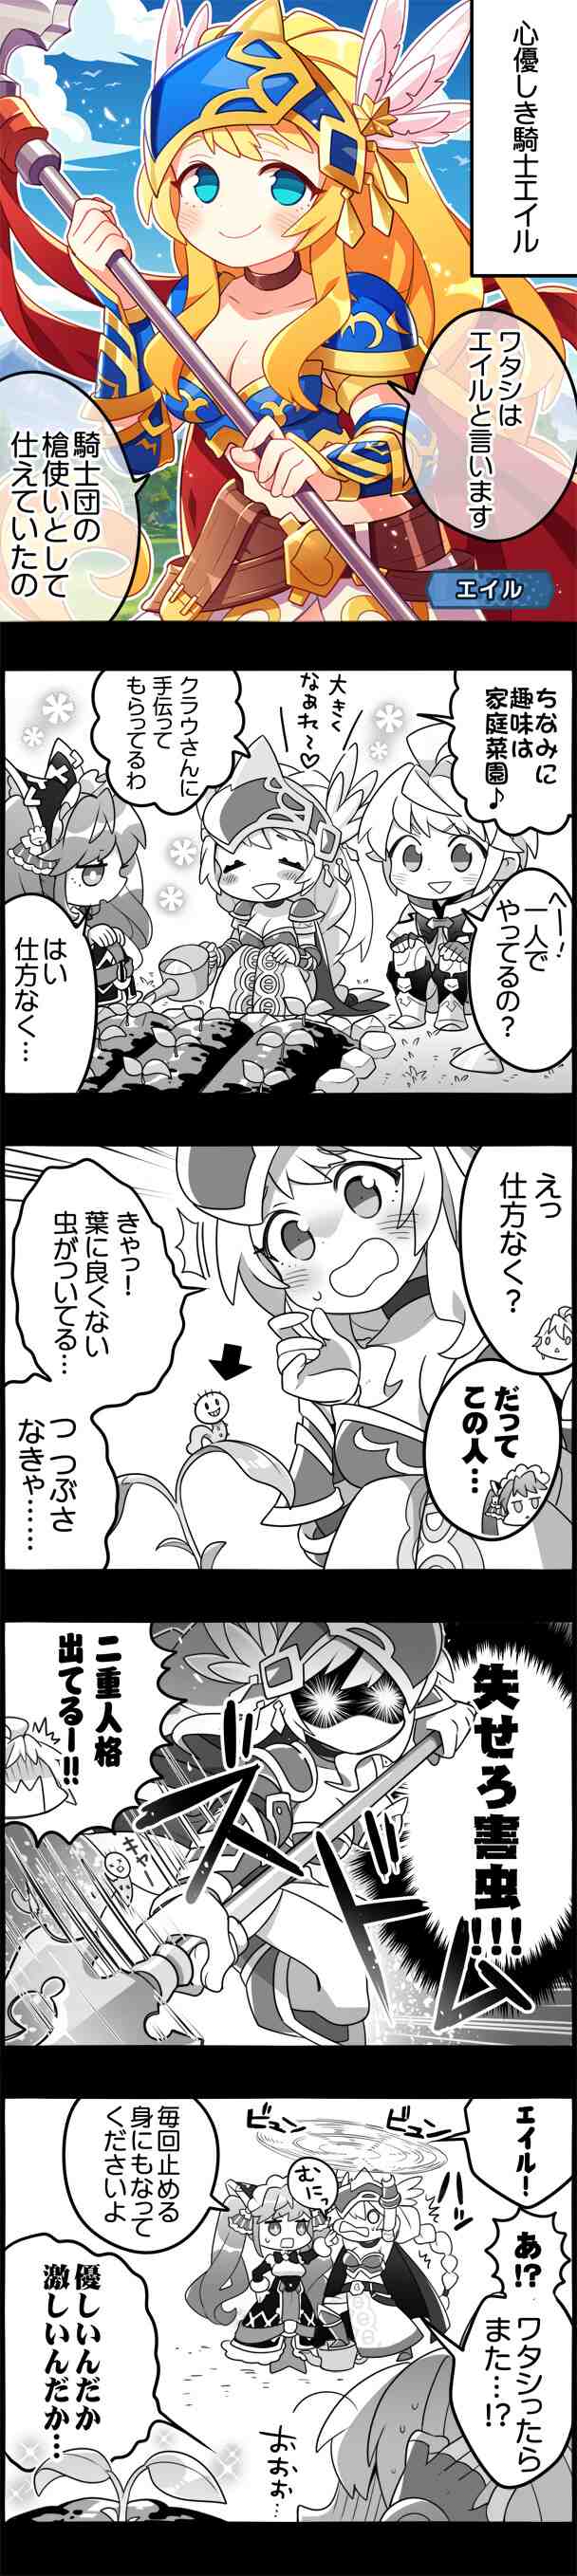 心優しき騎士エイル
ワタシは
エイルと言います
騎士団の
槍使いとして
仕えていたの
エイル
ちなみに
趣味は
家庭菜園♪
へー!
一人で
やってるの?
大きく
なあれ〜♡
クラウさんに
手伝って
もらってるわ
はい
仕方なく…
えっ
仕方なく?
だって
この人…
きゃっ!
葉に良くない
虫がついてる…
つ つぶさ
なきゃ……
失せろ害虫!!!
ズドドドム
二重人格
出てるー!!
キャー
エイル!
あ!?
ワタシったら
また…!?
ビュン
ビュン
むにっ
毎回止める
身にもなって
くださいよ
おおぉ…
優しいんだか
激しいんだか…